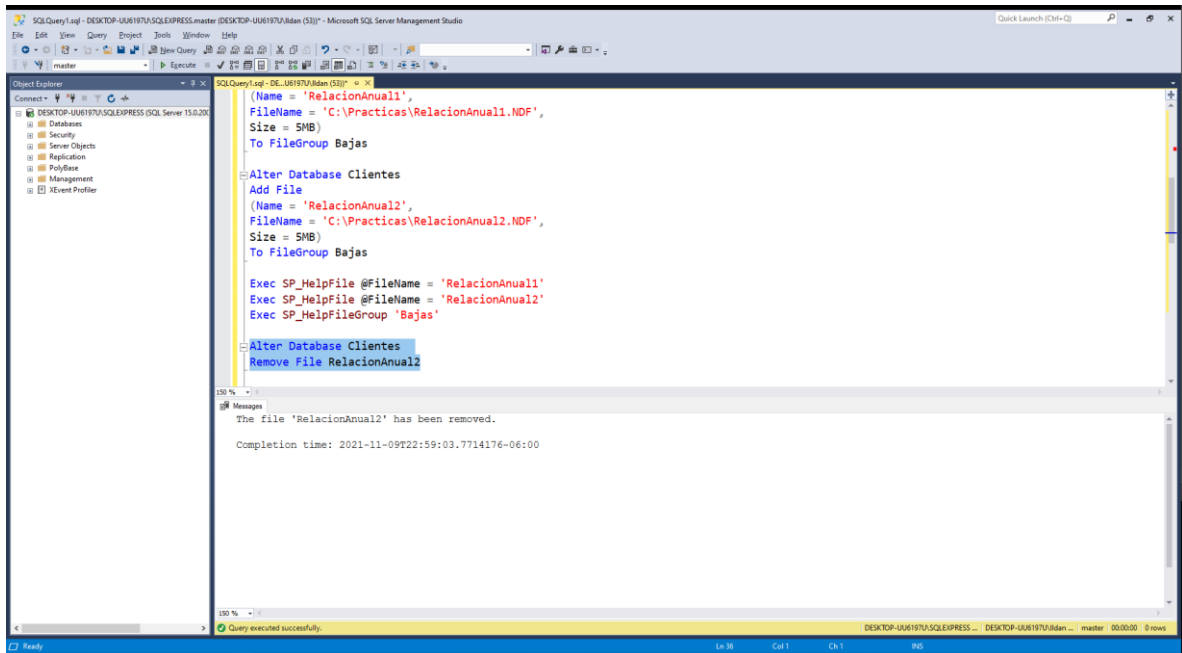 SQLQuery1.sql - DESKTOP-UU6197U\SQLEXPRESS.master (DESKTOP-UU6197U\Ildan (53))* - Microsoft SQL Server Management Studio
Quick Launch (Ctrl+Q)
File Edit View Query Project Tools Window Help
New Query
master
Execute
Object Explorer
SQLQuery1.sql - DE...U6197U\Ildan (53))*
Connect
DESKTOP-UU6197U\SQLEXPRESS (SQL Server 15.0.200
Databases
Security
Server Objects
Replication
PolyBase
Management
XEvent Profiler
(Name = 'RelacionAnual1',
FileName = 'C:\Practicas\RelacionAnual1.NDF',
Size = 5MB)
To FileGroup Bajas
Alter Database Clientes
Add File
(Name = 'RelacionAnual2',
FileName = 'C:\Practicas\RelacionAnual2.NDF',
Size = 5MB)
To FileGroup Bajas
Exec SP_HelpFile @FileName = 'RelacionAnual1'
Exec SP_HelpFile @FileName = 'RelacionAnual2'
Exec SP_HelpFileGroup 'Bajas'
Alter Database Clientes
Remove File RelacionAnual2
150 %
Messages
The file 'RelacionAnual2' has been removed.
Completion time: 2021-11-09T22:59:03.7714176-06:00
150 %
Query executed successfully.
DESKTOP-UU6197U\SQLEXPRESS ... DESKTOP-UU6197U\Ildan ... master 00:00:00 0 rows
Ready
Ln 36 Col 1 Ch 1 INS